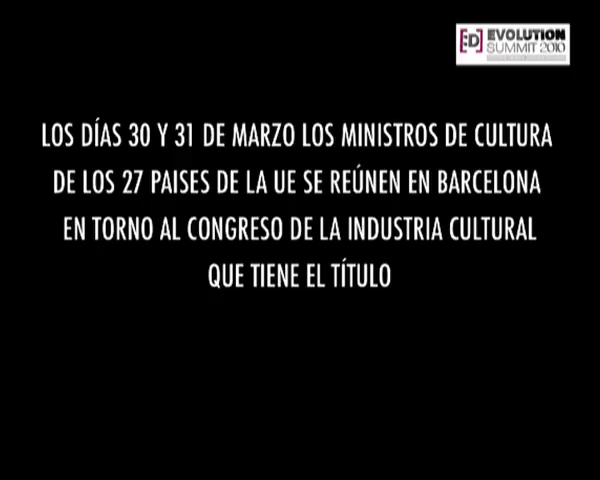 [D] EVOLUTION
SUMMIT 2010
LOS DÍAS 30 Y 31 DE MARZO LOS MINISTROS DE CULTURA
DE LOS 27 PAISES DE LA UE SE REÚNEN EN BARCELONA
EN TORNO AL CONGRESO DE LA INDUSTRIA CULTURAL
QUE TIENE EL TÍTULO